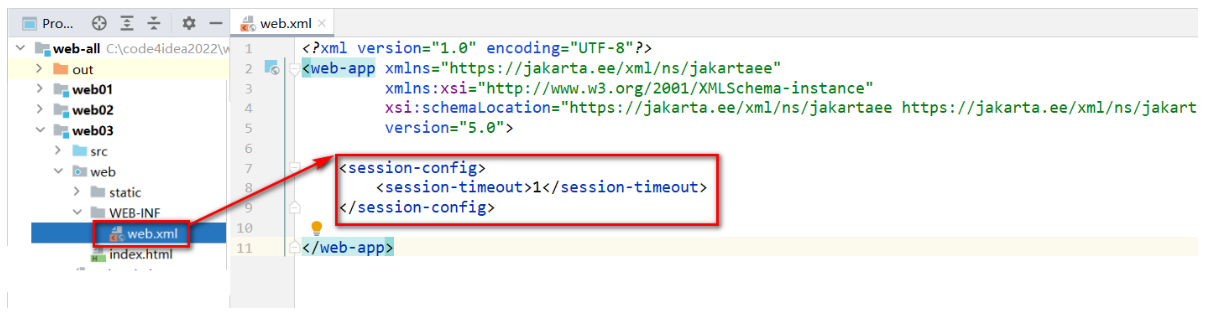 Pro...
web.xml
web-all C:\code4idea2022\w
out
web01
web02
web03
src
web
static
WEB-INF
web.xml
index.html
1 <?xml version="1.0" encoding="UTF-8"?>
2 <web-app xmlns="https://jakarta.ee/xml/ns/jakartaee"
3 xmlns:xsi="http://www.w3.org/2001/XMLSchema-instance"
4 xsi:schemaLocation="https://jakarta.ee/xml/ns/jakartaee https://jakarta.ee/xml/ns/jakart
5 version="5.0">
6
7 <session-config>
8 <session-timeout>1</session-timeout>
9 </session-config>
10
11 </web-app>